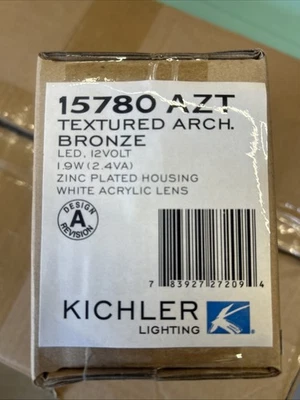 15780 AZT
TEXTURED ARCH.
BRONZE
LED, 12VOLT
1.9W (2.4VA)
ZINC PLATED HOUSING
WHITE ACRYLIC LENS
DESIGN
A
REVISION
7 83927 27209 4
KICHLER
LIGHTING